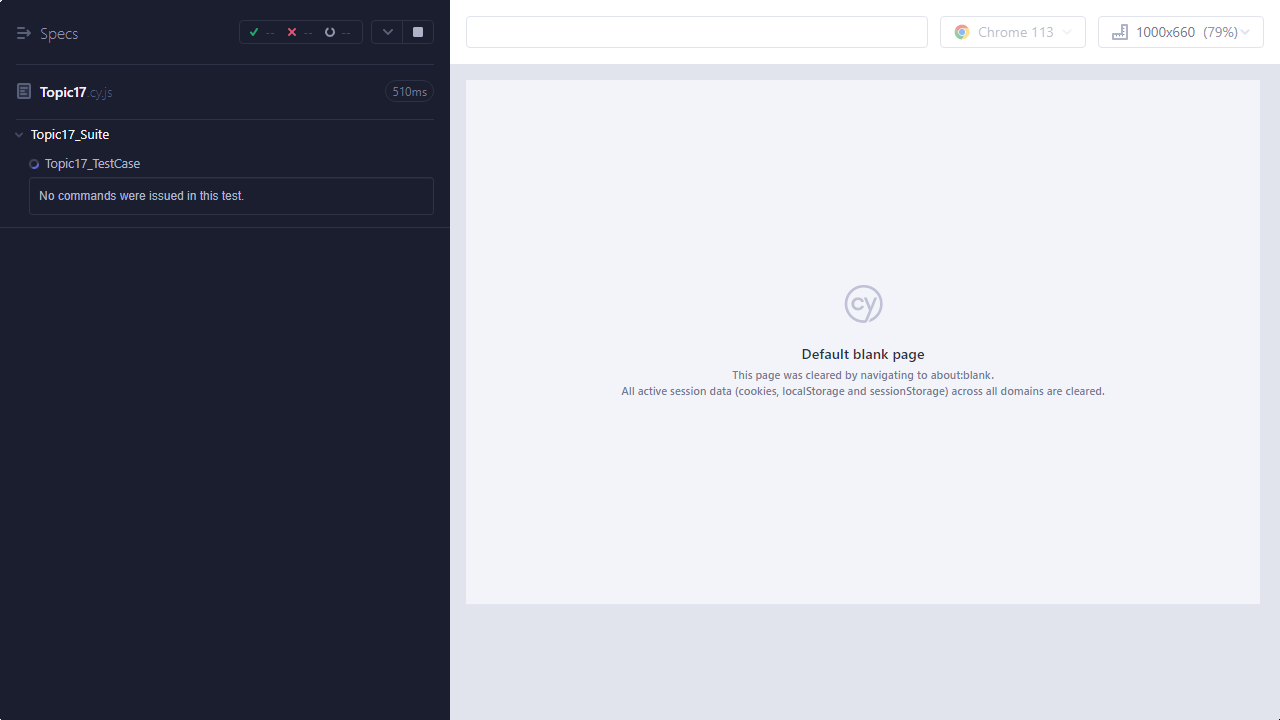 Specs
--
--
--
Chrome 113
1000x660 (79%)
Topic17.cy.js
510ms
Topic17_Suite
Topic17_TestCase
No commands were issued in this test.
cy
Default blank page
This page was cleared by navigating to about:blank.
All active session data (cookies, localStorage and sessionStorage) across all domains are cleared.